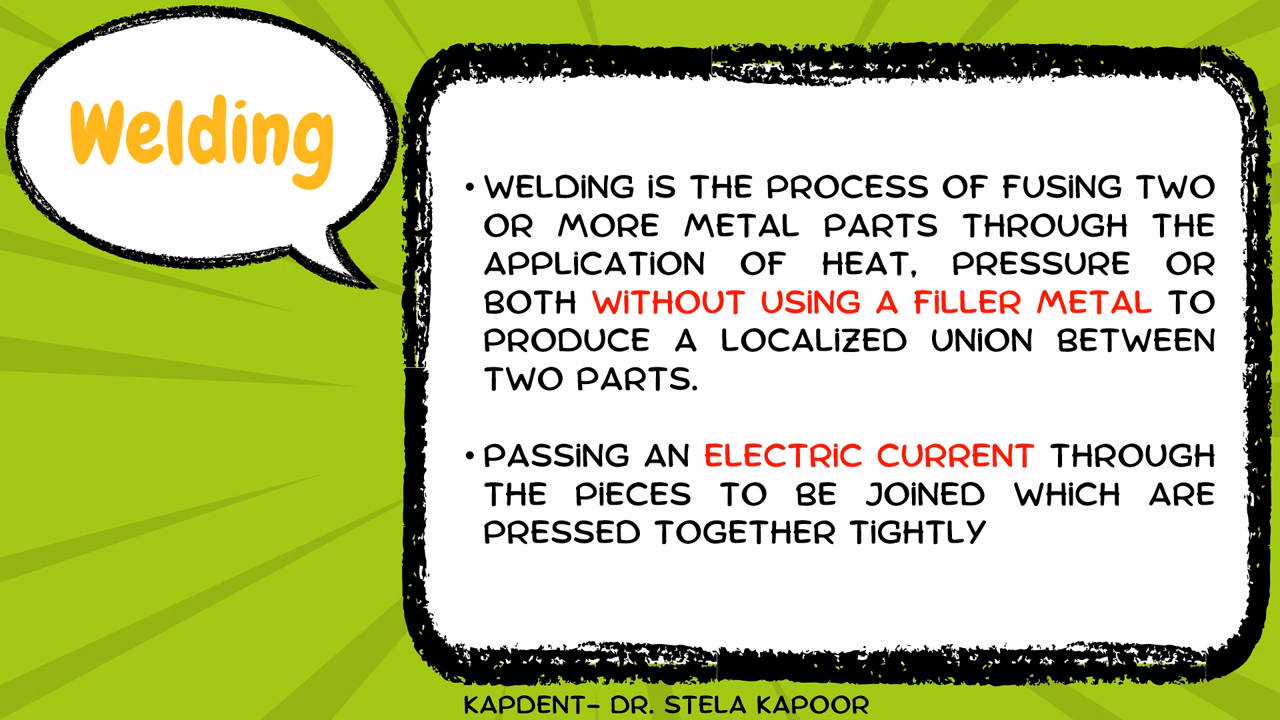 Welding
• WELDING IS THE PROCESS OF FUSING TWO
OR MORE METAL PARTS THROUGH THE
APPLICATION OF HEAT, PRESSURE OR
BOTH WITHOUT USING A FILLER METAL TO
PRODUCE A LOCALIZED UNION BETWEEN
TWO PARTS.
• PASSING AN ELECTRIC CURRENT THROUGH
THE PIECES TO BE JOINED WHICH ARE
PRESSED TOGETHER TIGHTLY
KAPDENT- DR. STELA KAPOOR